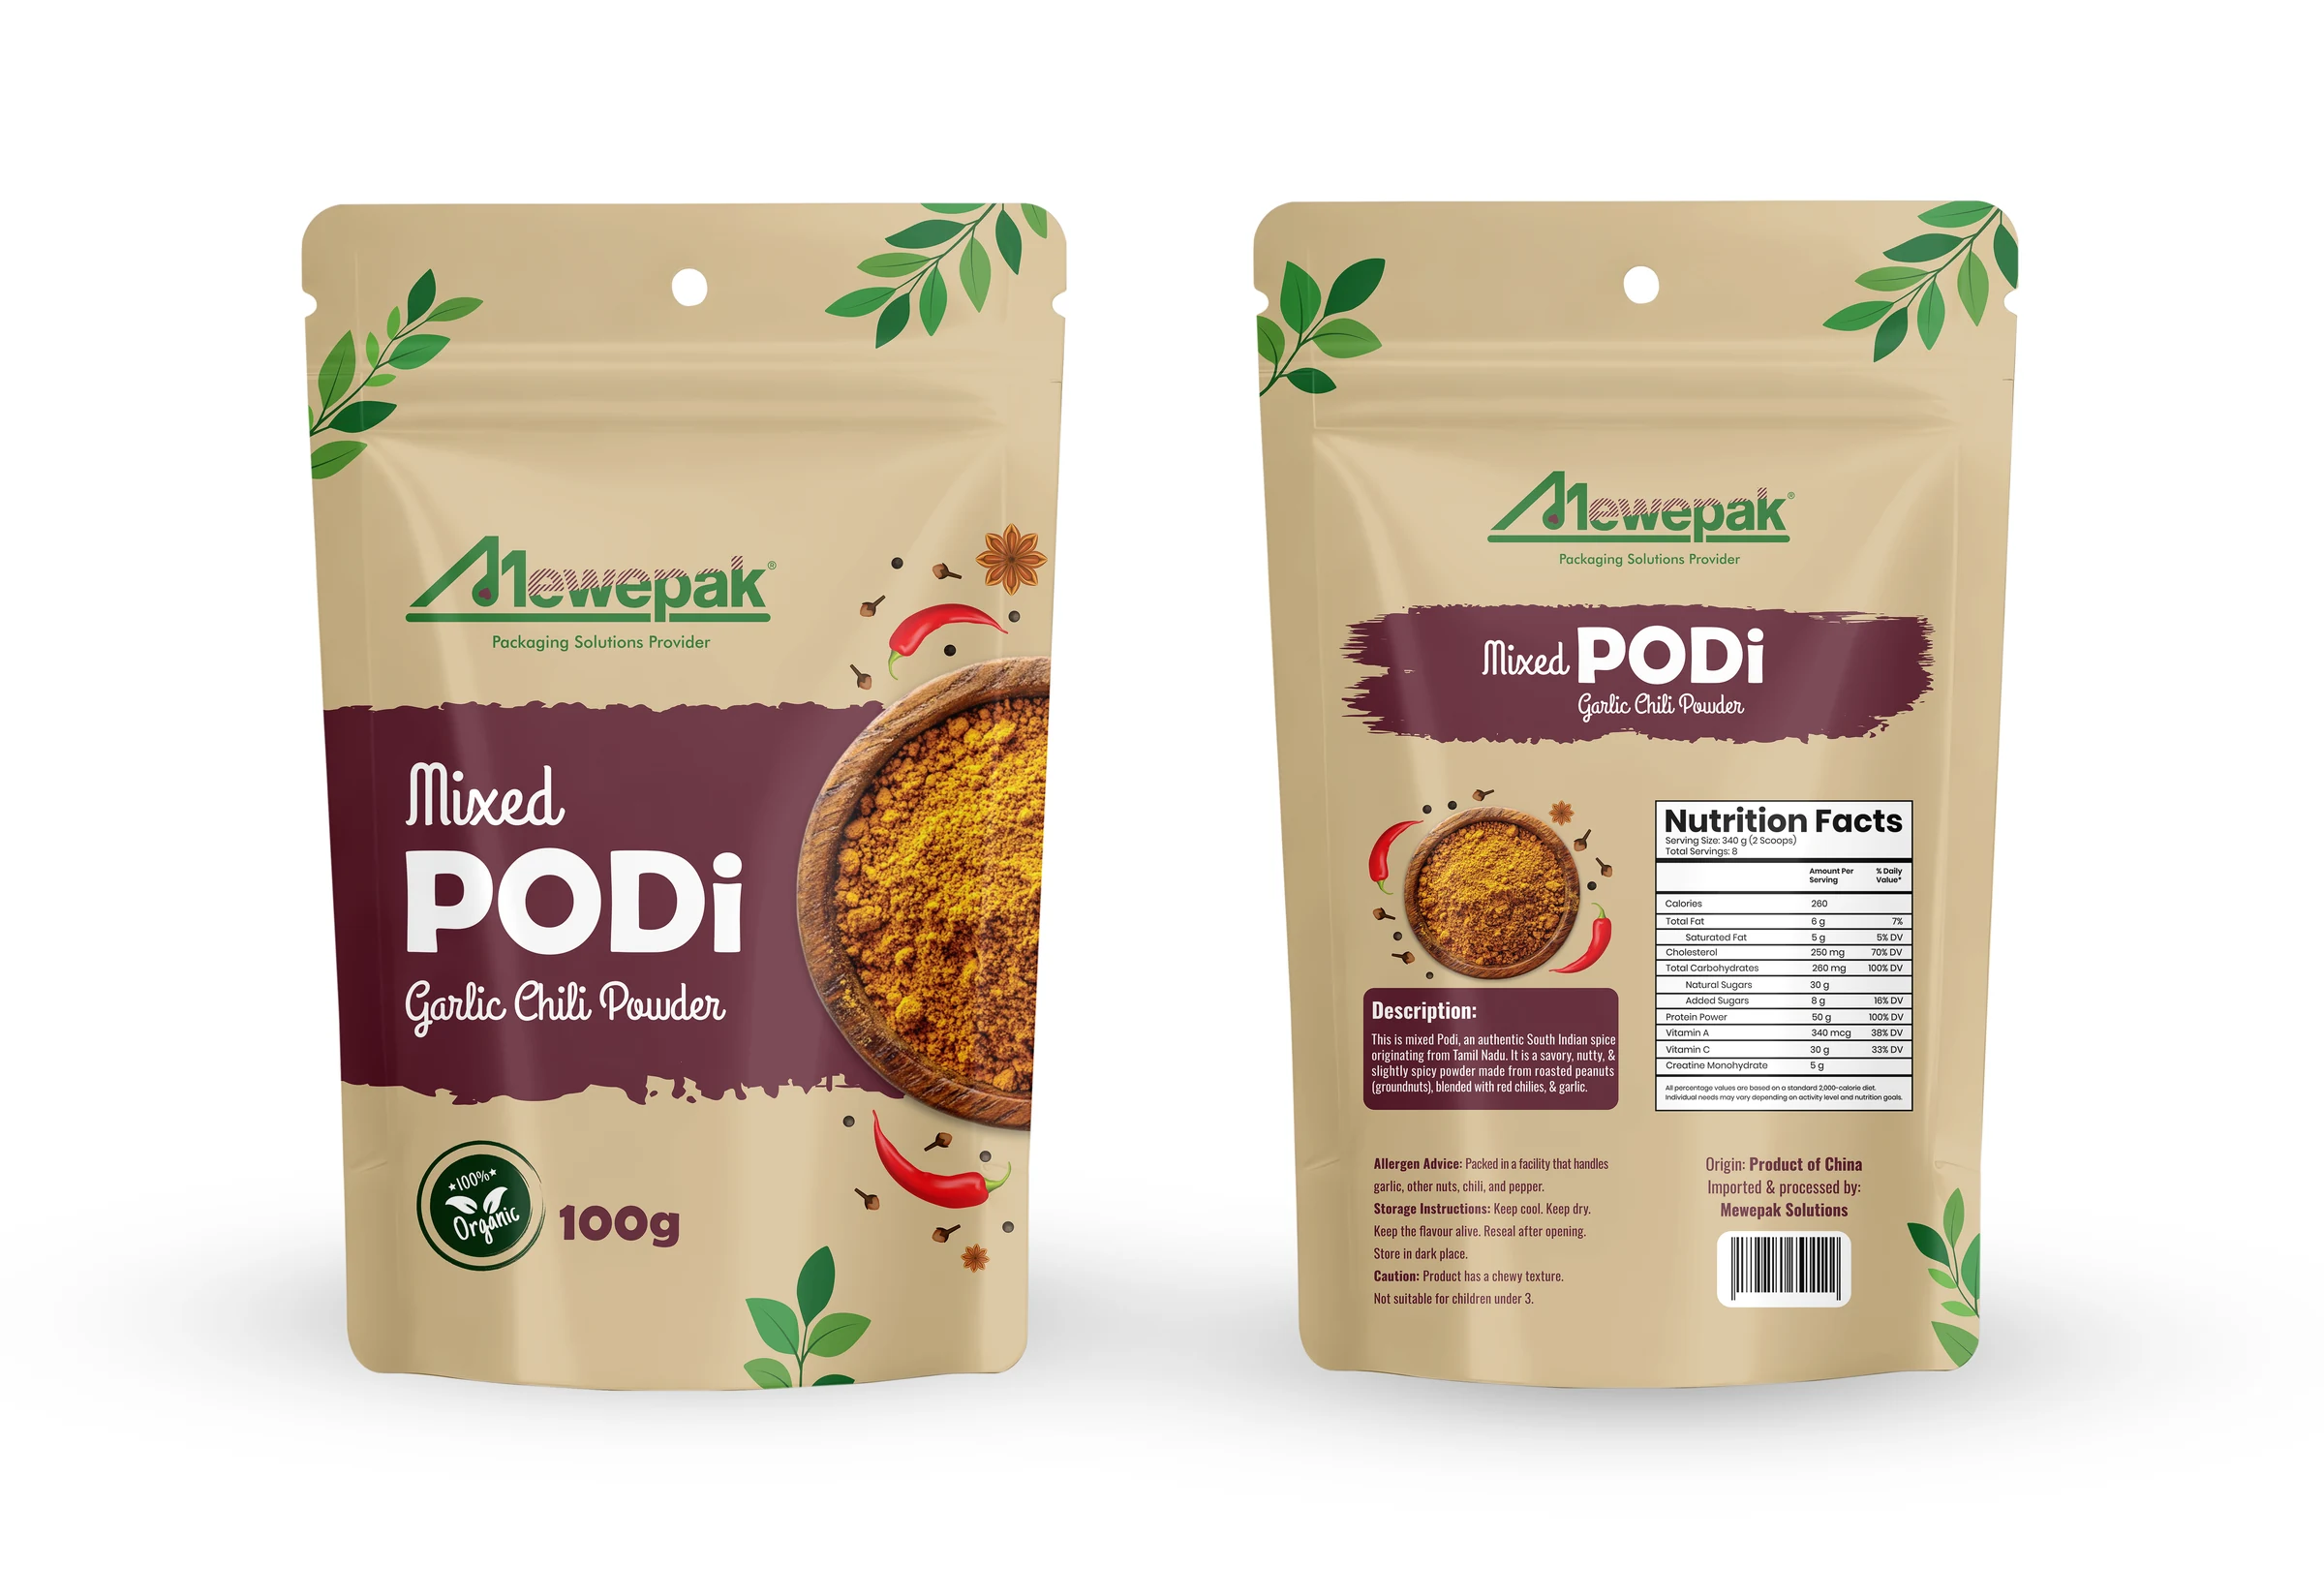 Mewepak®
Packaging Solutions Provider
Mixed
PODi
Garlic Chili Powder
100%
Organic
100g
Mewepak®
Packaging Solutions Provider
Mixed PODi
Garlic Chili Powder
Nutrition Facts
Serving Size: 340 g (2 Scoops)
Total Servings: 8
Amount Per Serving % Daily Value*
Calories 260
Total Fat 6 g 7%
Saturated Fat 5 g 5% DV
Cholesterol 250 mg 70% DV
Total Carbohydrates 260 mg 100% DV
Natural Sugars 30 g
Added Sugars 8 g 16% DV
Protein Power 50 g 100% DV
Vitamin A 340 mcg 38% DV
Vitamin C 30 g 33% DV
Creatine Monohydrate 5 g
All percentage values are based on a standard 2,000-calorie diet.
Individual needs may vary depending on activity level and nutrition goals.
Description:
This is mixed Podi, an authentic South Indian spice
originating from Tamil Nadu. It is a savory, nutty, &
slightly spicy powder made from roasted peanuts
(groundnuts), blended with red chilies, & garlic.
Allergen Advice: Packed in a facility that handles
garlic, other nuts, chili, and pepper.
Storage Instructions: Keep cool. Keep dry.
Keep the flavour alive. Reseal after opening.
Store in dark place.
Caution: Product has a chewy texture.
Not suitable for children under 3.
Origin: Product of China
Imported & processed by:
Mewepak Solutions